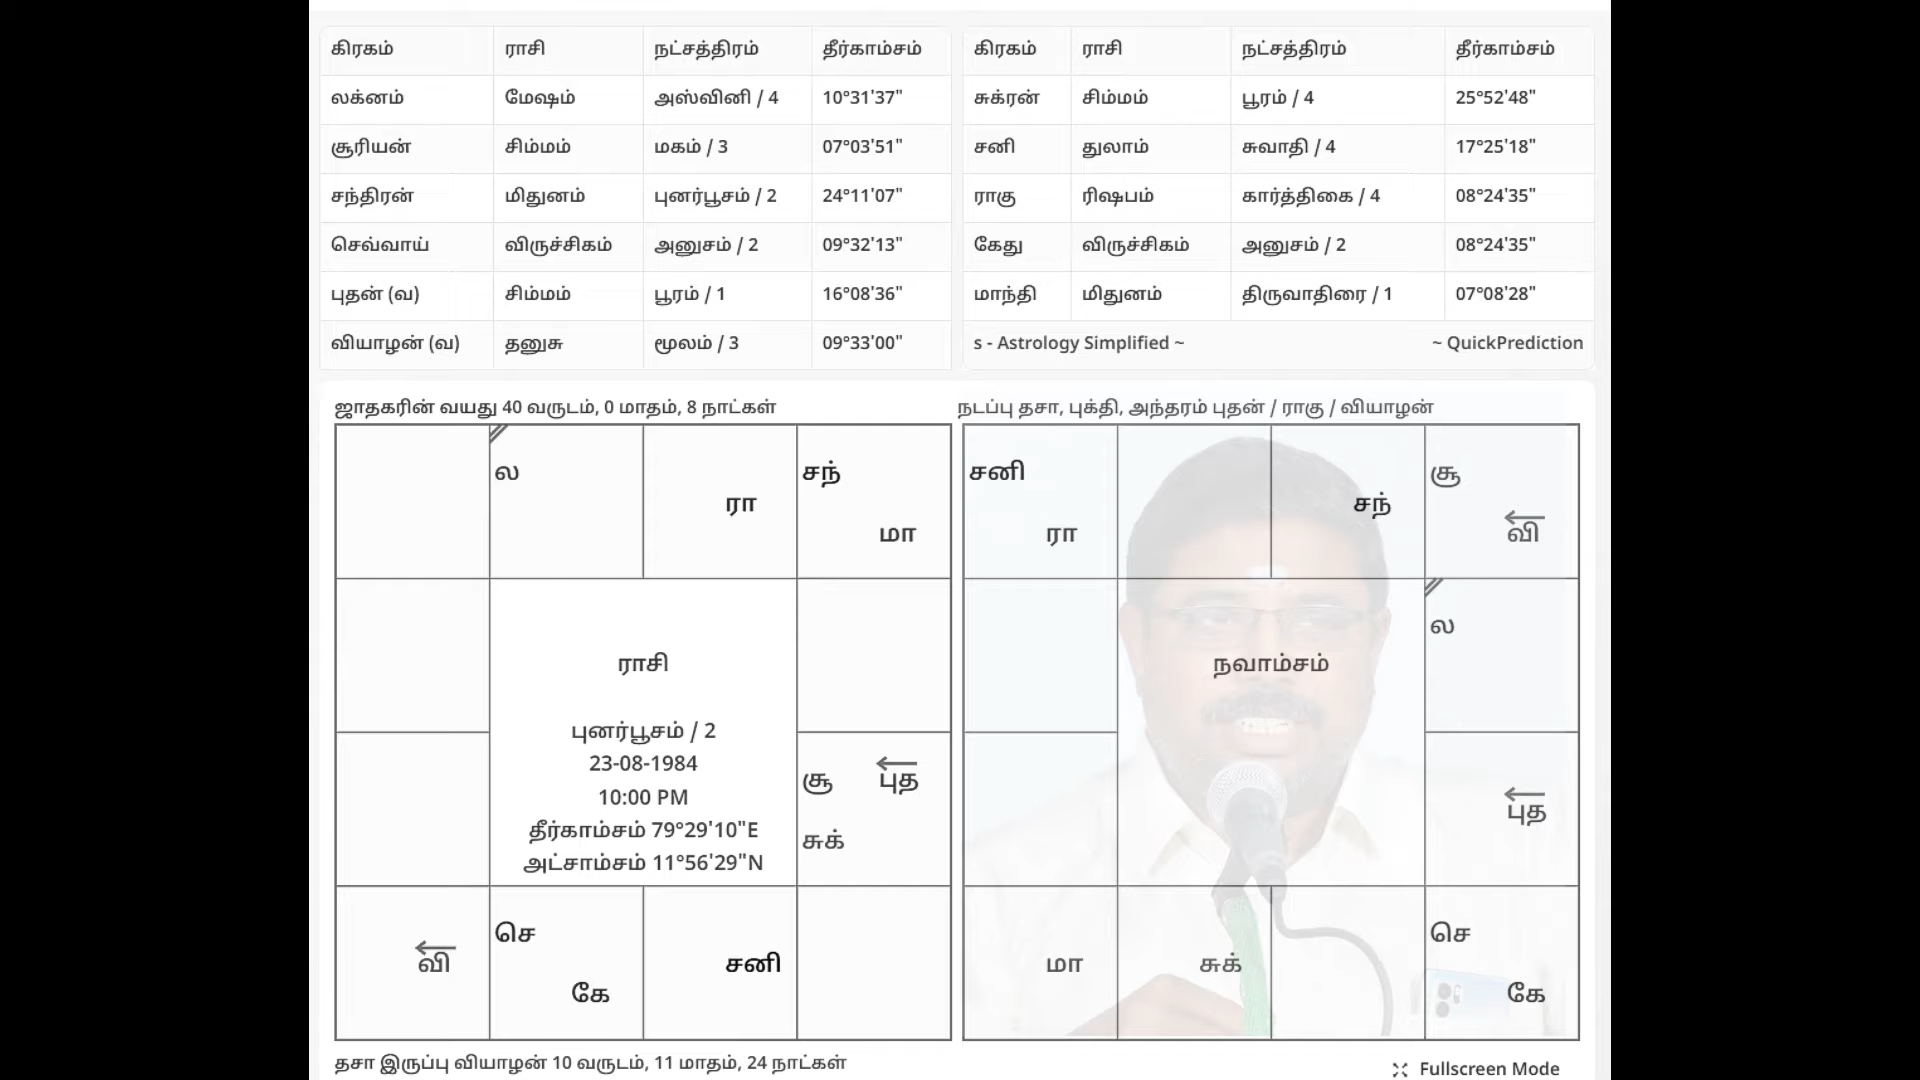 கிரகம் ராசி நட்சத்திரம் தீர்காம்சம்
லக்னம் மேஷம் அஸ்வினி / 4 10°31'37"
சூரியன் சிம்மம் மகம் / 3 07°03'51"
சந்திரன் மிதுனம் புனர்பூசம் / 2 24°11'07"
செவ்வாய் விருச்சிகம் அனுசம் / 2 09°32'13"
புதன் (வ) சிம்மம் பூரம் / 1 16°08'36"
வியாழன் (வ) தனுசு மூலம் / 3 09°33'00"
கிரகம் ராசி நட்சத்திரம் தீர்காம்சம்
சுக்ரன் சிம்மம் பூரம் / 4 25°52'48"
சனி துலாம் சுவாதி / 4 17°25'18"
ராகு ரிஷபம் கார்த்திகை / 4 08°24'35"
கேது விருச்சிகம் அனுசம் / 2 08°24'35"
மாந்தி மிதுனம் திருவாதிரை / 1 07°08'28"
s - Astrology Simplified ~ ~ QuickPrediction
ஜாதகரின் வயது 40 வருடம், 0 மாதம், 8 நாட்கள்
ல
ரா
சந்
மா
ராசி
புனர்பூசம் / 2
23-08-1984
10:00 PM
தீர்காம்சம் 79°29'10"E
அட்சாம்சம் 11°56'29"N
சூ புத
சுக்
வி
செ
கே
சனி
தசா இருப்பு வியாழன் 10 வருடம், 11 மாதம், 24 நாட்கள்
நடப்பு தசா, புக்தி, அந்தரம் புதன் / ராகு / வியாழன்
சனி
ரா
சந்
சூ
வி
ல
நவாம்சம்
புத
மா
சுக்
செ
கே
Fullscreen Mode